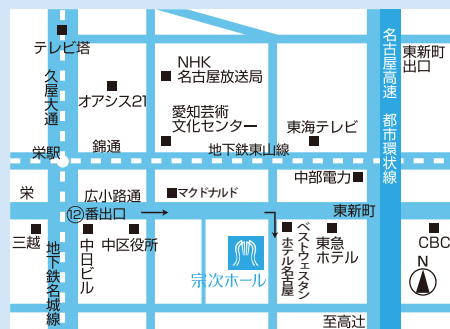 テレビ塔
久屋大通
オアシス21
NHK
名古屋放送局
愛知芸術
文化センター
東海テレビ
名古屋高速 都市環状線
東新町
出口
栄駅
錦通
地下鉄東山線
中部電力
栄
広小路通
マクドナルド
⑫番出口
東新町
三越
地下鉄名城線
中日ビル
中区役所
宗次ホール
ベストウェスタン
ホテル名古屋
東急
ホテル
CBC
N
至高辻